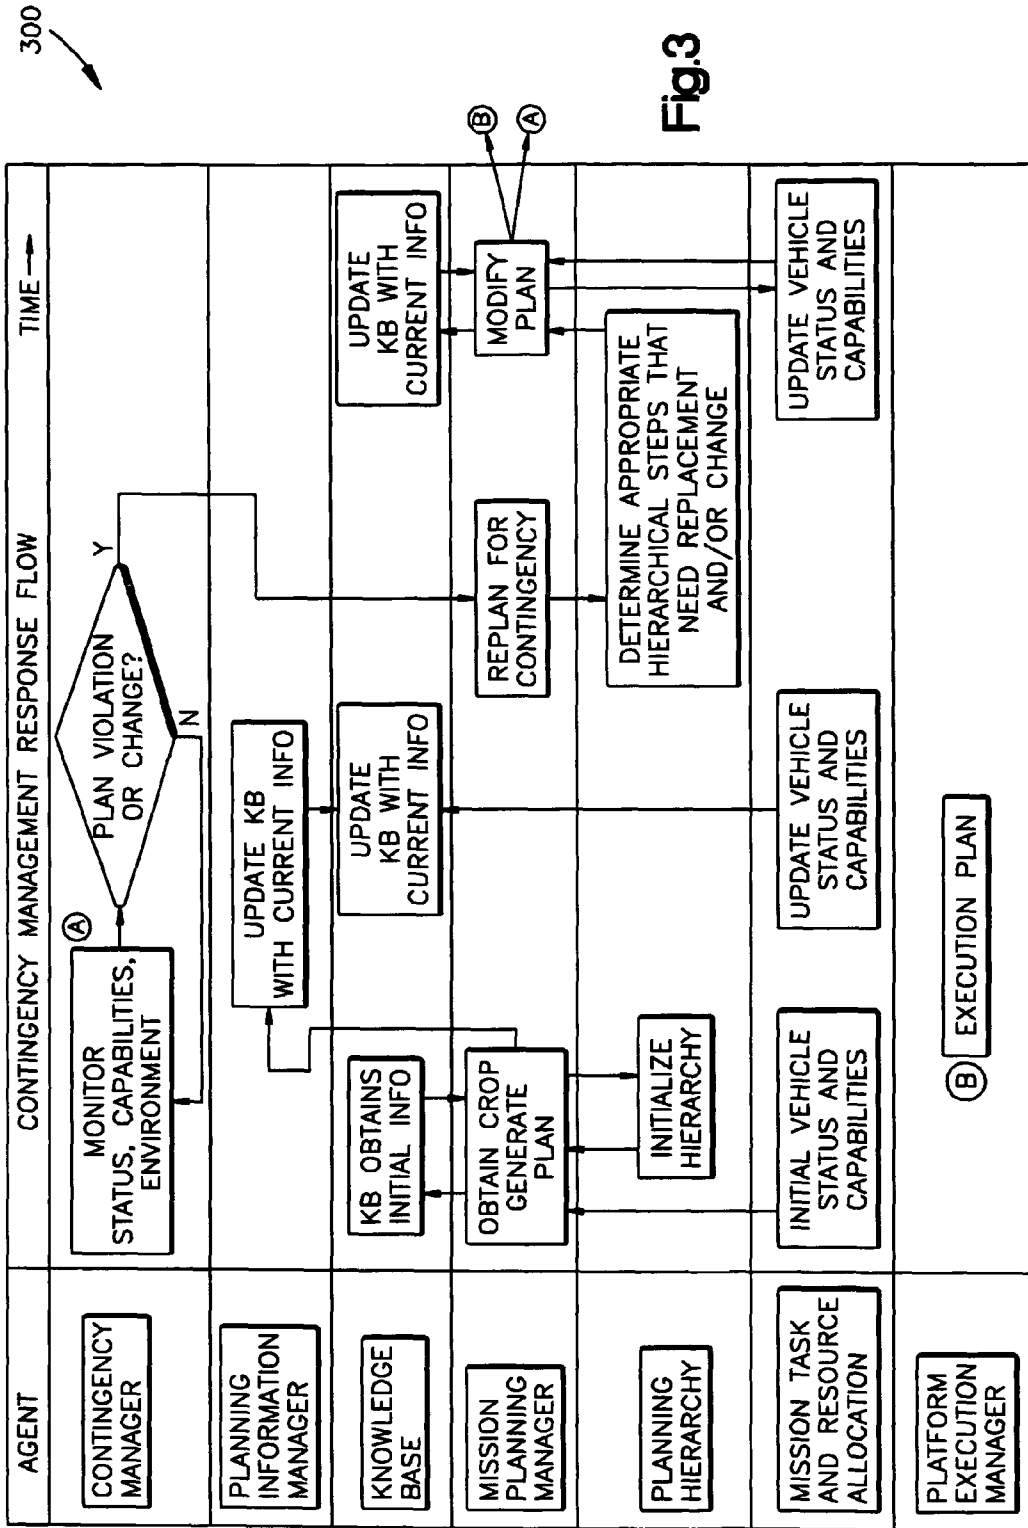 300
AGENT
CONTINGENCY MANAGEMENT RESPONSE FLOW
TIME
CONTINGENCY
MANAGER
MONITOR
STATUS, CAPABILITIES,
ENVIRONMENT
A
PLAN VIOLATION
OR CHANGE?
Y
N
PLANNING
INFORMATION
MANAGER
UPDATE KB
WITH CURRENT INFO
KNOWLEDGE
BASE
KB OBTAINS
INITIAL INFO
UPDATE
KB WITH
CURRENT INFO
UPDATE
KB WITH
CURRENT INFO
MISSION
PLANNING
MANAGER
OBTAIN CROP
GENERATE
PLAN
REPLAN FOR
CONTINGENCY
MODIFY
PLAN
B
A
PLANNING
HIERARCHY
INITIALIZE
HIERARCHY
DETERMINE APPROPRIATE
HIERARCHICAL STEPS THAT
NEED REPLACEMENT
AND/OR CHANGE
MISSION TASK
AND RESOURCE
ALLOCATION
INITIAL VEHICLE
STATUS AND
CAPABILITIES
UPDATE VEHICLE
STATUS AND
CAPABILITIES
UPDATE VEHICLE
STATUS AND
CAPABILITIES
PLATFORM
EXECUTION
MANAGER
B
EXECUTION PLAN
Fig.3